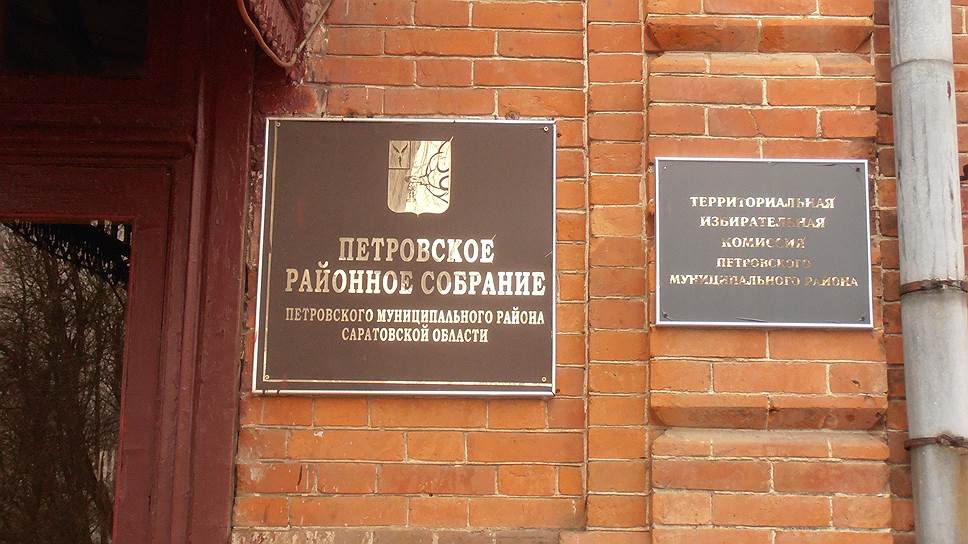 ПЕТРОВСКОЕ
РАЙОННОЕ СОБРАНИЕ
ПЕТРОВСКОГО МУНИЦИПАЛЬНОГО РАЙОНА
САРАТОВСКОЙ ОБЛАСТИ
ТЕРРИТОРИАЛЬНАЯ
ИЗБИРАТЕЛЬНАЯ
КОМИССИЯ
ПЕТРОВСКОГО
МУНИЦИПАЛЬНОГО РАЙОНА